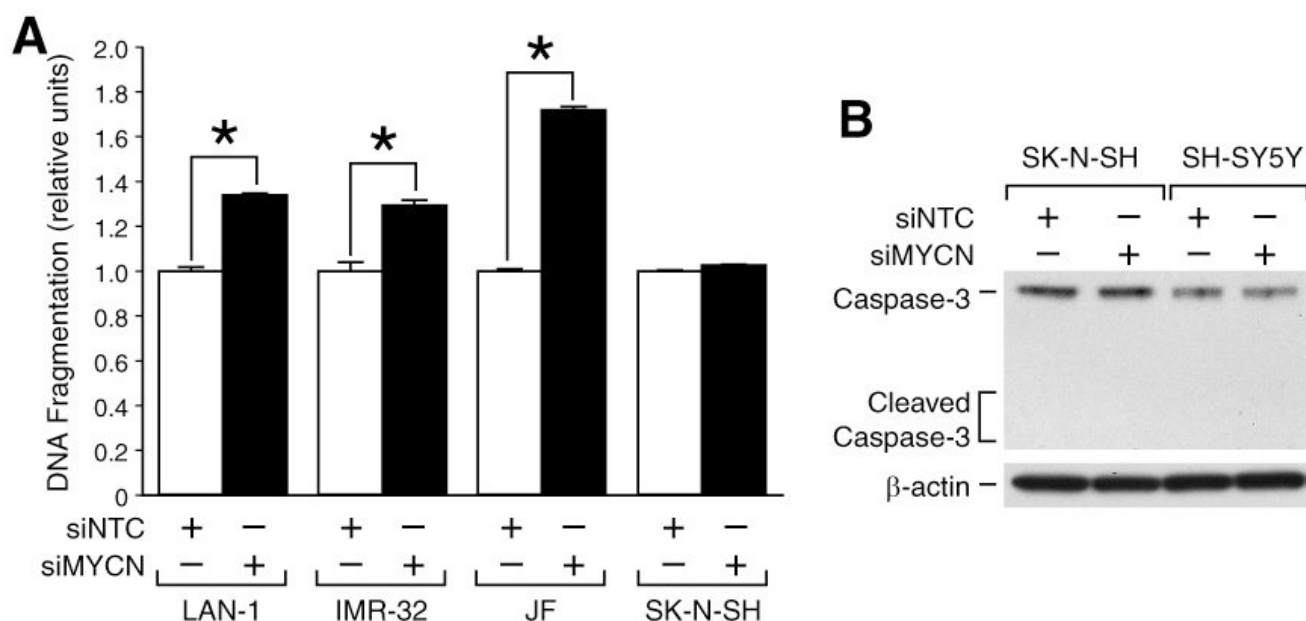 A
DNA Fragmentation (relative units)
2.0
1.8
1.6
1.4
1.2
1.0
0.8
0.6
0.4
0.2
0
*
*
*
siNTC + − + − + − + −
siMYCN − + − + − + − +
LAN-1 IMR-32 JF SK-N-SH
B
SK-N-SH SH-SY5Y
siNTC + − + −
siMYCN − + − +
Caspase-3
Cleaved
Caspase-3
β-actin